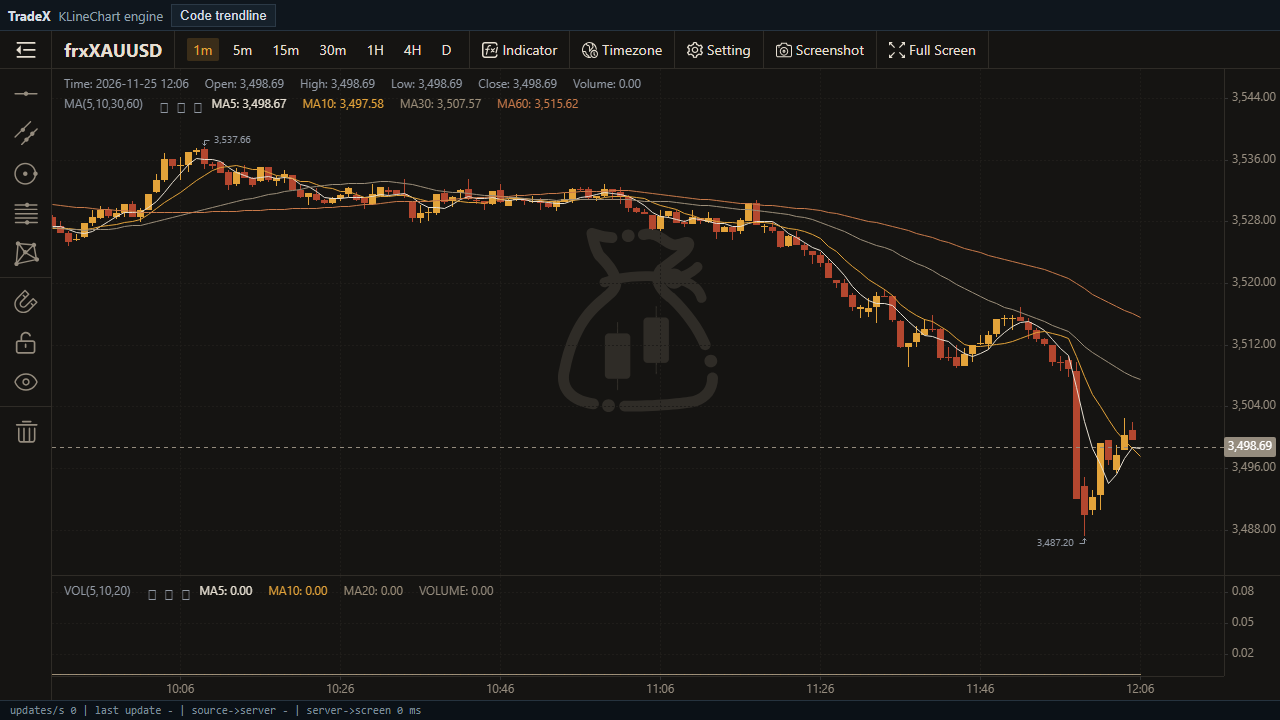 TradeX KLineChart engine Code trendline
frxXAUUSD 1m 5m 15m 30m 1H 4H D Indicator Timezone Setting Screenshot Full Screen
Time: 2026-11-25 12:06 Open: 3,498.69 High: 3,498.69 Low: 3,498.69 Close: 3,498.69 Volume: 0.00
MA(5,10,30,60) MA5: 3,498.67 MA10: 3,497.58 MA30: 3,507.57 MA60: 3,515.62
3,544.00
3,537.66
3,536.00
3,528.00
3,520.00
3,512.00
3,504.00
3,498.69
3,496.00
3,488.00
3,487.20
VOL(5,10,20) MA5: 0.00 MA10: 0.00 MA20: 0.00 VOLUME: 0.00
0.08
0.05
0.02
10:06 10:26 10:46 11:06 11:26 11:46 12:06
updates/s 0 | last update - | source->server - | server->screen 0 ms